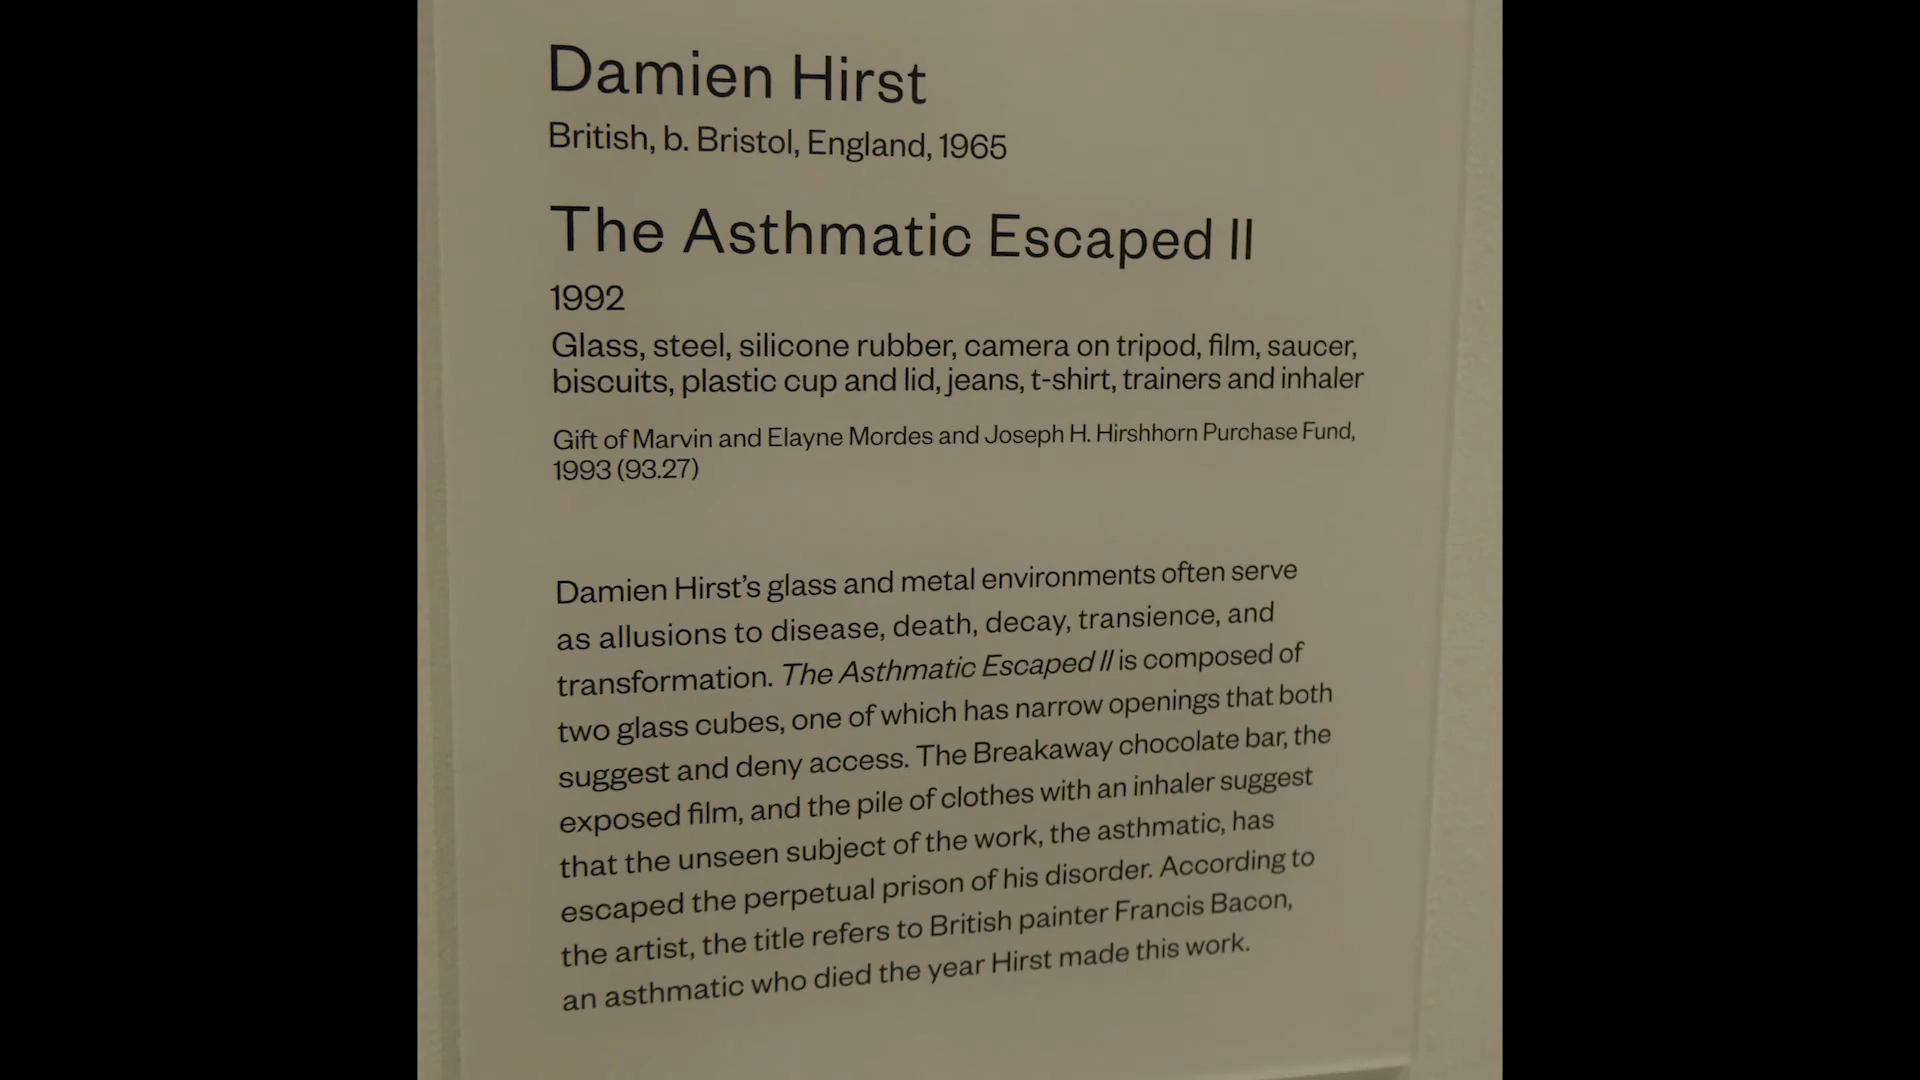 Damien Hirst
British, b. Bristol, England, 1965
The Asthmatic Escaped II
1992
Glass, steel, silicone rubber, camera on tripod, film, saucer,
biscuits, plastic cup and lid, jeans, t-shirt, trainers and inhaler
Gift of Marvin and Elayne Mordes and Joseph H. Hirshhorn Purchase Fund,
1993 (93.27)
Damien Hirst's glass and metal environments often serve
as allusions to disease, death, decay, transience, and
transformation. The Asthmatic Escaped II is composed of
two glass cubes, one of which has narrow openings that both
suggest and deny access. The Breakaway chocolate bar, the
exposed film, and the pile of clothes with an inhaler suggest
that the unseen subject of the work, the asthmatic, has
escaped the perpetual prison of his disorder. According to
the artist, the title refers to British painter Francis Bacon,
an asthmatic who died the year Hirst made this work.